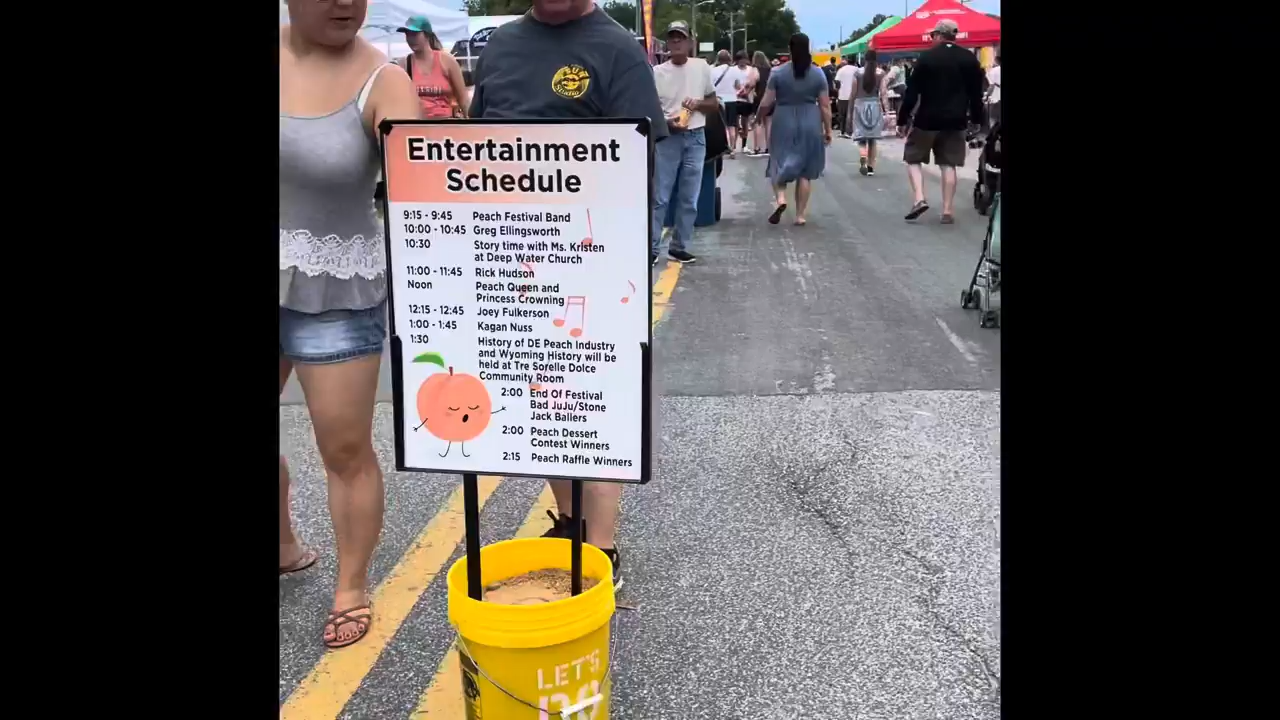 Entertainment
Schedule
9:15 - 9:45 Peach Festival Band
10:00 - 10:45 Greg Ellingsworth
10:30 Story time with Ms. Kristen
at Deep Water Church
11:00 - 11:45 Rick Hudson
Noon Peach Queen and
Princess Crowning
12:15 - 12:45 Joey Fulkerson
1:00 - 1:45 Kagan Nuss
1:30 History of DE Peach Industry
and Wyoming History will be
held at Tre Sorelle Dolce
Community Room
2:00 End Of Festival
Bad JuJu/Stone
Jack Ballers
2:00 Peach Dessert
Contest Winners
2:15 Peach Raffle Winners
LET'S